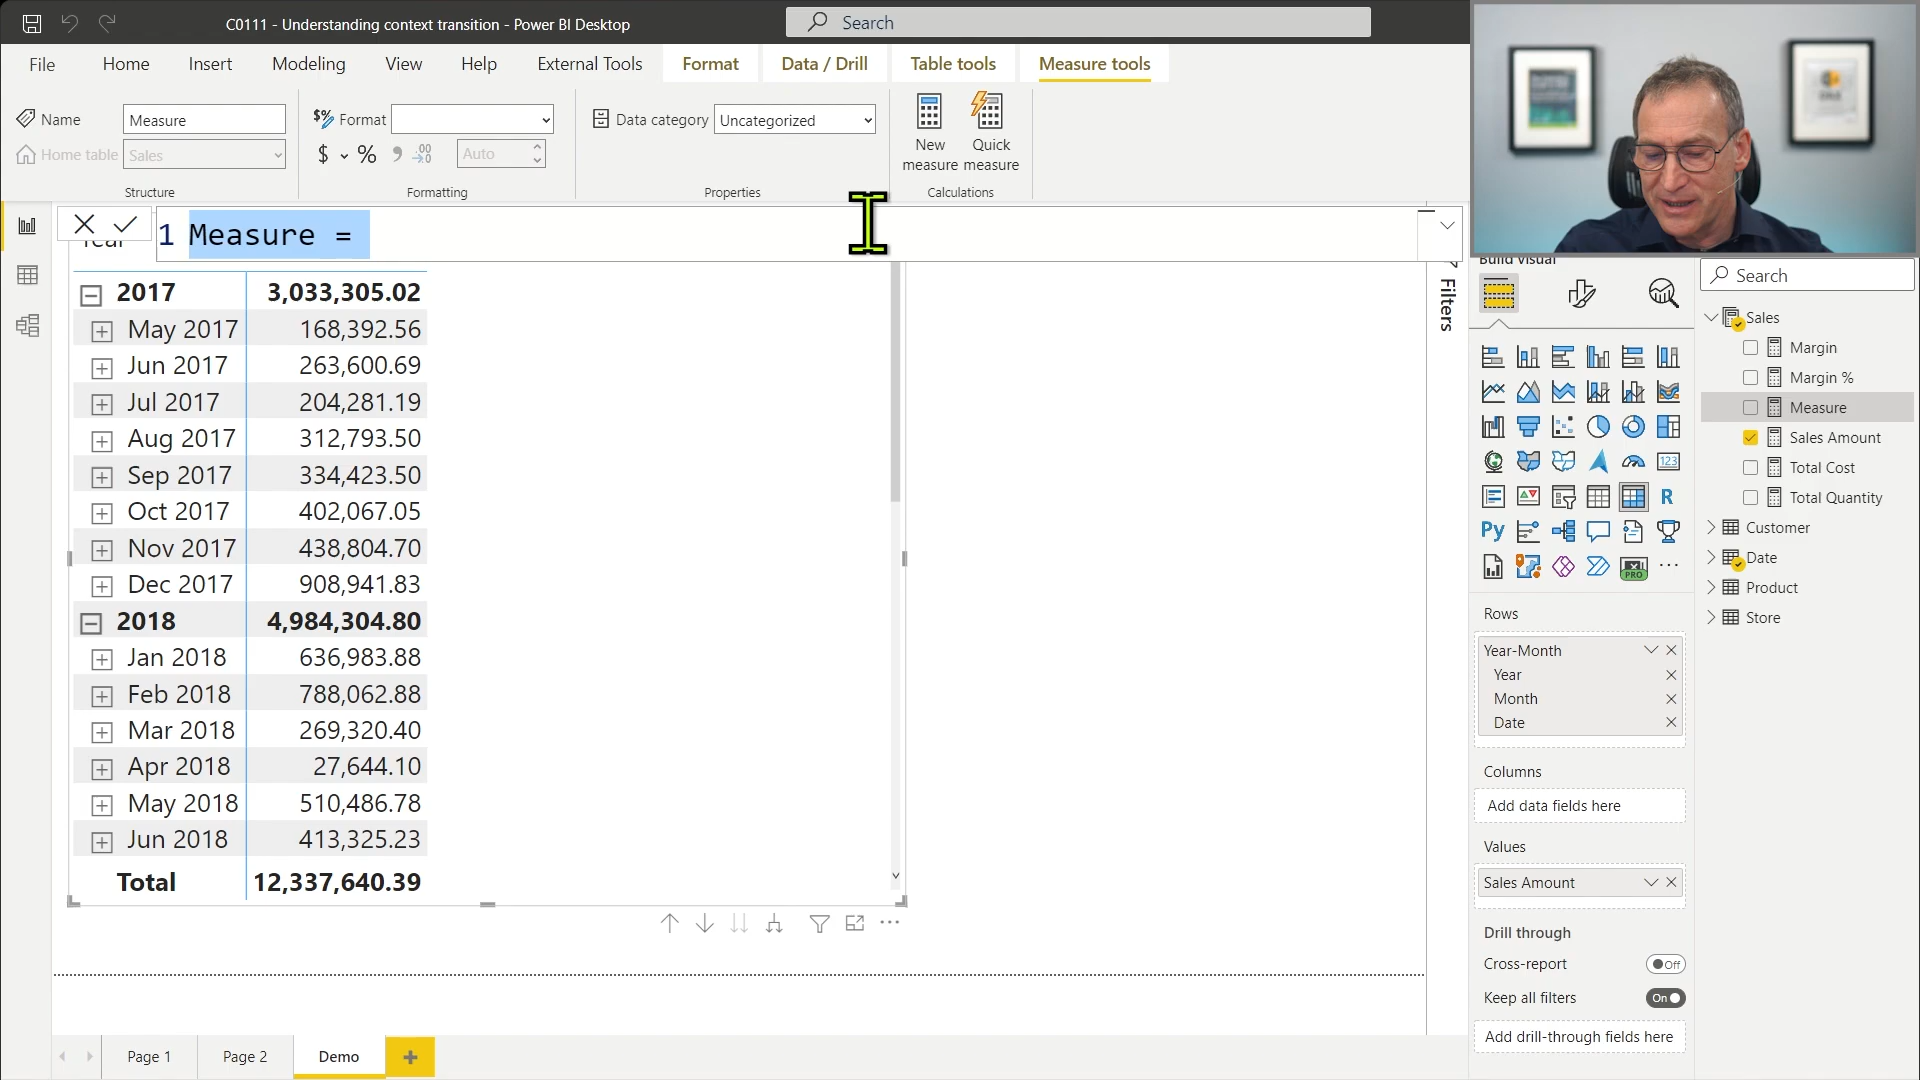 C0111 - Understanding context transition - Power BI Desktop
Search
File
Home
Insert
Modeling
View
Help
External Tools
Format
Data / Drill
Table tools
Measure tools
Name
Measure
Home table
Sales
Structure
Format
$
%
Auto
Formatting
Data category
Uncategorized
Properties
New measure
Quick measure
Calculations
1 Measure =
Year
2017 3,033,305.02
May 2017 168,392.56
Jun 2017 263,600.69
Jul 2017 204,281.19
Aug 2017 312,793.50
Sep 2017 334,423.50
Oct 2017 402,067.05
Nov 2017 438,804.70
Dec 2017 908,941.83
2018 4,984,304.80
Jan 2018 636,983.88
Feb 2018 788,062.88
Mar 2018 269,320.40
Apr 2018 27,644.10
May 2018 510,486.78
Jun 2018 413,325.23
Total 12,337,640.39
Filters
Build visual
123
R
Py
PRO
Rows
Year-Month
Year
Month
Date
Columns
Add data fields here
Values
Sales Amount
Drill through
Cross-report
Off
Keep all filters
On
Add drill-through fields here
Search
Sales
Margin
Margin %
Measure
Sales Amount
Total Cost
Total Quantity
Customer
Date
Product
Store
Page 1
Page 2
Demo